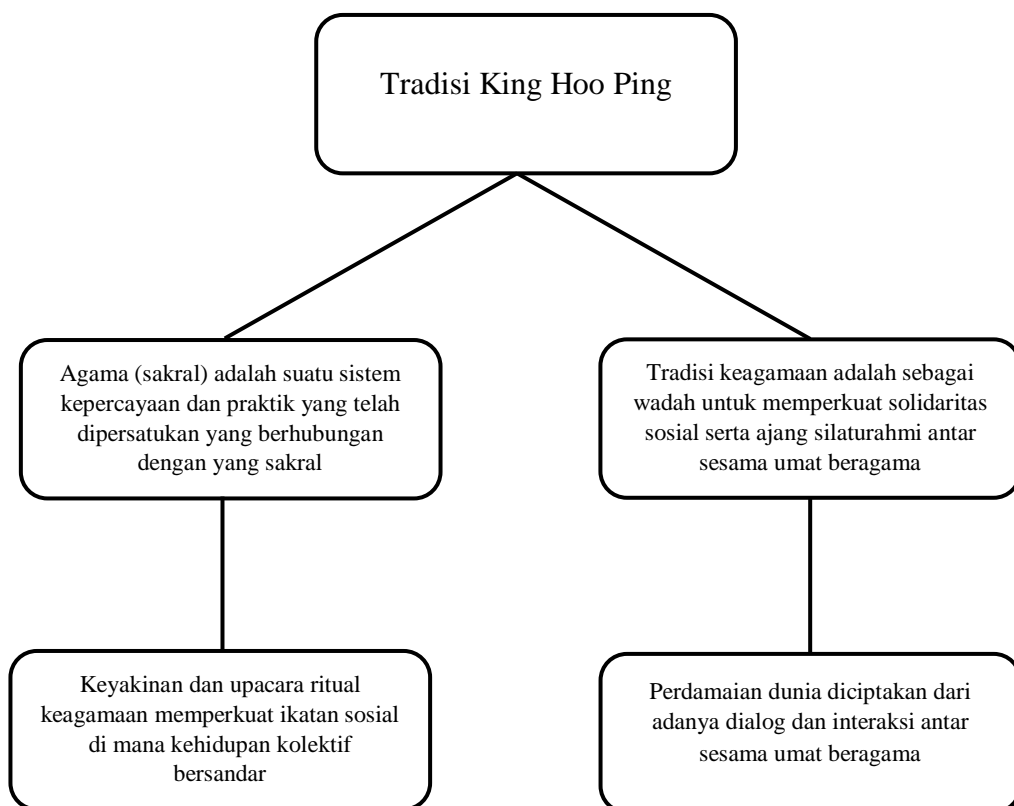 Tradisi King Hoo Ping
Agama (sakral) adalah suatu sistem
kepercayaan dan praktik yang telah
dipersatukan yang berhubungan
dengan yang sakral
Tradisi keagamaan adalah sebagai
wadah untuk memperkuat solidaritas
sosial serta ajang silaturahmi antar
sesama umat beragama
Keyakinan dan upacara ritual
keagamaan memperkuat ikatan sosial
di mana kehidupan kolektif
bersandar
Perdamaian dunia diciptakan dari
adanya dialog dan interaksi antar
sesama umat beragama